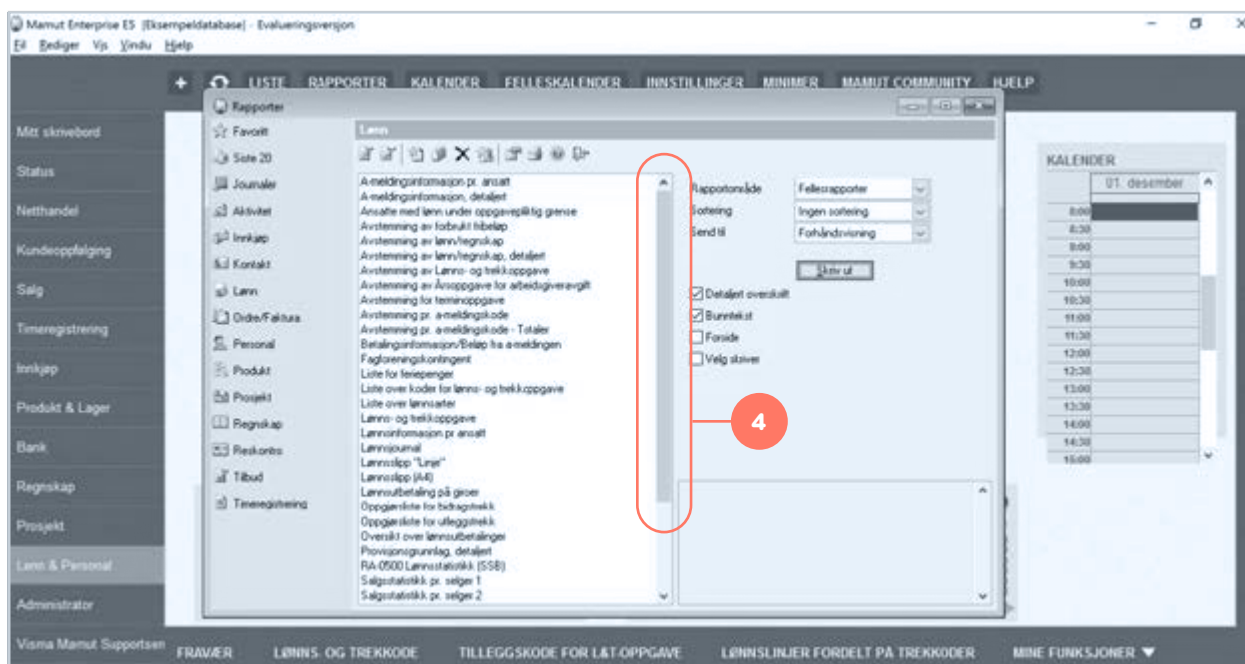 Mamut Enterprise E5 [Eksempeldatabase] - Evalueringsversjon
Fil Rediger Vis Vindu Hjelp
+ LISTE RAPPORTER KALENDER FELLESKALENDER INNSTILLINGER MINIMER MAMUT COMMUNITY HJELP
Mitt skrivebord
Status
Netthandel
Kundeoppfølging
Salg
Timeregistrering
Innkjøp
Produkt & Lager
Bank
Regnskap
Prosjekt
Lønn & Personal
Administrator
Visma Mamut Supportsen
Rapporter
Favoritt
Siste 20
Journaler
Aktivitet
Innkjøp
Kontakt
Lønn
Ordre/Faktura
Personal
Produkt
Prosjekt
Regnskap
Reskontro
Tilbud
Timeregistrering
Lønn
A-meldingsinformasjon pr. ansatt
A-meldingsinformasjon, detaljert
Ansatte med lønn under oppgavepliktig grense
Avstemming av forbrukt fribeløp
Avstemming av lønn/regnskap
Avstemming av lønn/regnskap, detaljert
Avstemming av Lønns- og trekkoppgave
Avstemming av Årsoppgave for arbeidsgiveravgift
Avstemming for terminoppgave
Avstemming pr. a-meldingskode
Avstemming pr. a-meldingskode - Totaler
Betalingsinformasjon/Beløp fra a-meldingen
Fagforeningskontingent
Liste for feriepenger
Liste over koder for lønns- og trekkoppgave
Liste over lønnsarter
Lønns- og trekkoppgave
Lønnsinformasjon pr ansatt
Lønnsjournal
Lønnsslipp "Linje"
Lønnsslipp (A4)
Lønnsutbetaling på giroer
Oppgjørsliste for bidragstrekk
Oppgjørsliste for utleggstrekk
Oversikt over lønnsutbetalinger
Provisjonsgrunnlag, detaljert
RA-0500 Lønnsstatistikk (SSB)
Salgsstatistikk pr. selger 1
Salgsstatistikk pr. selger 2
Rapportområde Fellesrapporter
Sortering Ingen sortering
Send til Forhåndsvisning
Skriv ut
Detaljert overskrift
Bunntekst
Forside
Velg skriver
4
KALENDER
01. desember
8:00
8:30
9:00
9:30
10:00
10:30
11:00
11:30
12:00
12:30
13:00
13:30
14:00
14:30
15:00
FRAVÆR LØNNS- OG TREKKODE TILLEGGSKODE FOR L&T-OPPGAVE LØNNSLINJER FORDELT PÅ TREKKODER MINE FUNKSJONER